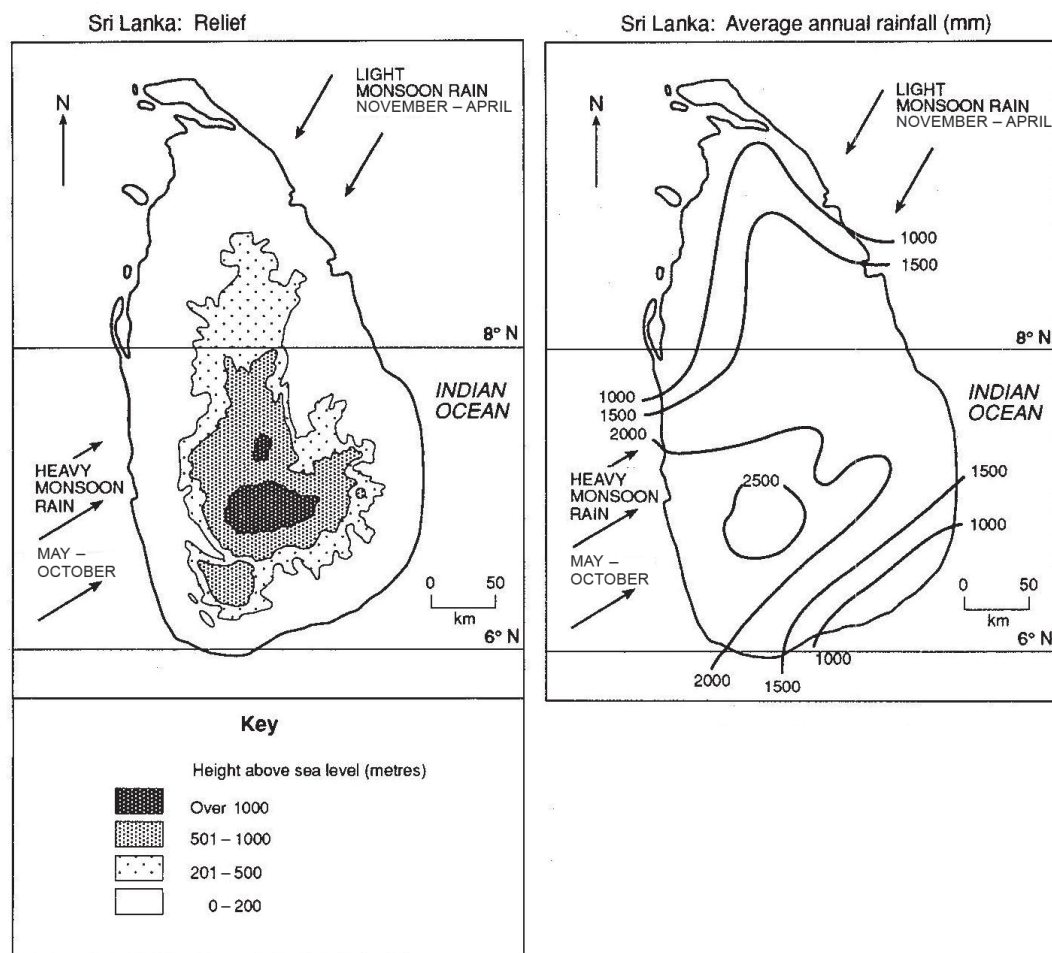 Sri Lanka: Relief
N
LIGHT
MONSOON RAIN
NOVEMBER – APRIL
8° N
INDIAN
OCEAN
HEAVY
MONSOON
RAIN
MAY –
OCTOBER
0 50
km
6° N
Key
Height above sea level (metres)
Over 1000
501 – 1000
201 – 500
0 – 200
Sri Lanka: Average annual rainfall (mm)
N
LIGHT
MONSOON RAIN
NOVEMBER – APRIL
1000
1500
8° N
INDIAN
OCEAN
1000
1500
2000
HEAVY
MONSOON
RAIN
2500
1500
1000
MAY –
OCTOBER
0 50
km
6° N
1000
2000
1500